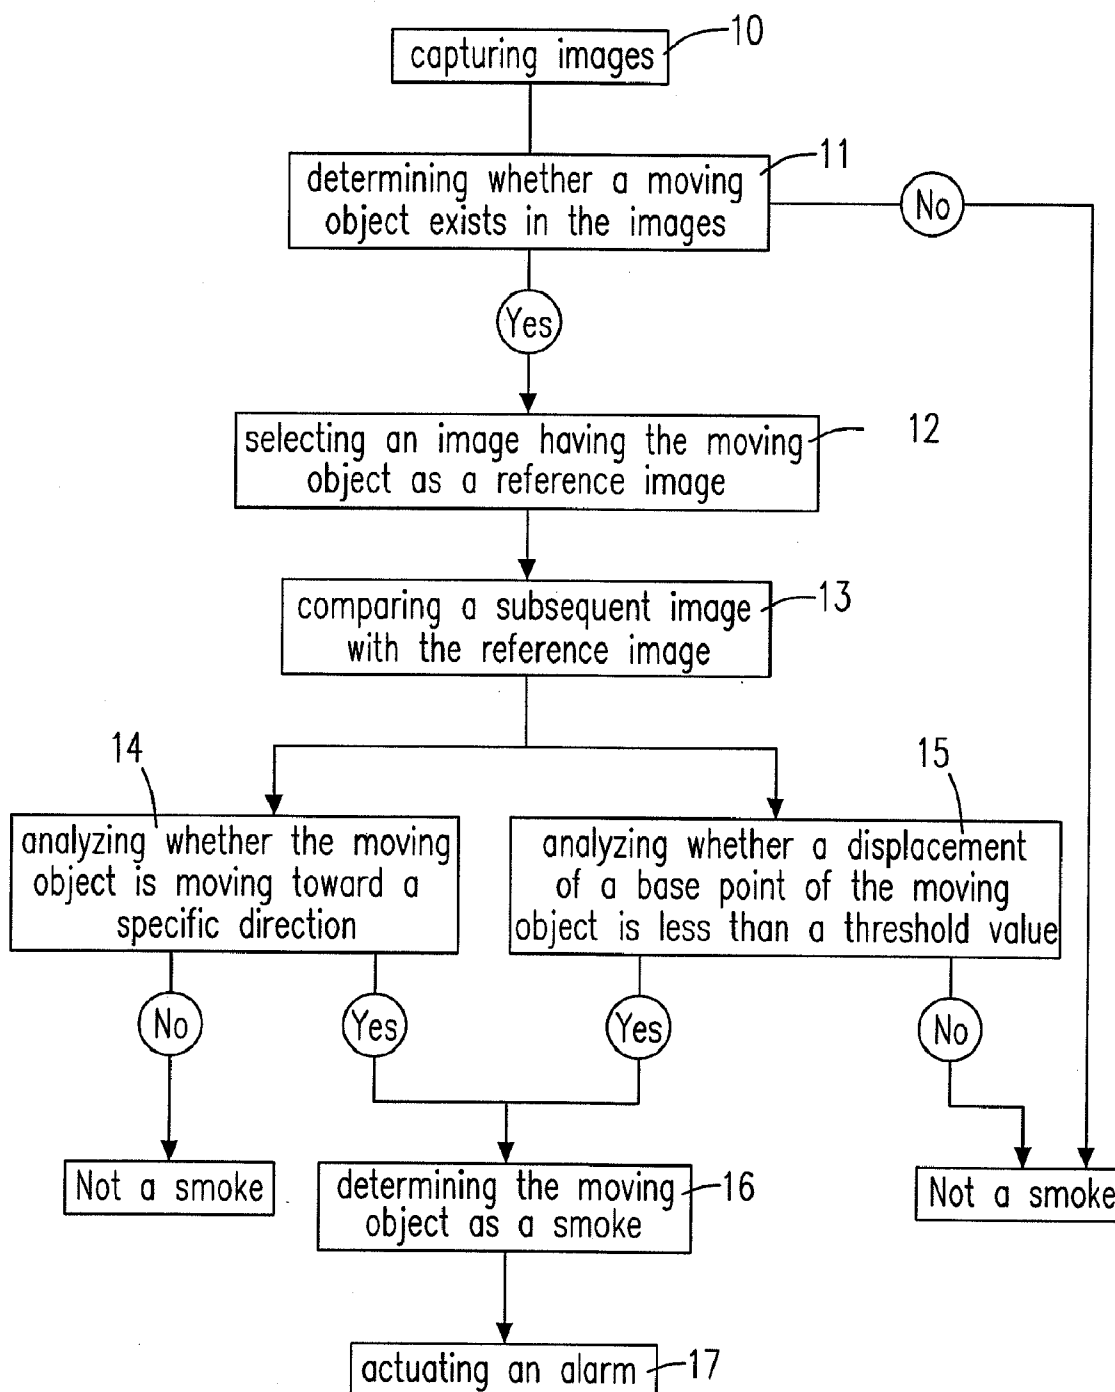 capturing images
10
determining whether a moving
object exists in the images
11
No
Yes
selecting an image having the moving
object as a reference image
12
comparing a subsequent image
with the reference image
13
14
15
analyzing whether the moving
object is moving toward a
specific direction
analyzing whether a displacement
of a base point of the moving
object is less than a threshold value
No
Yes
Yes
No
Not a smoke
determining the moving
object as a smoke
16
Not a smoke
actuating an alarm
17